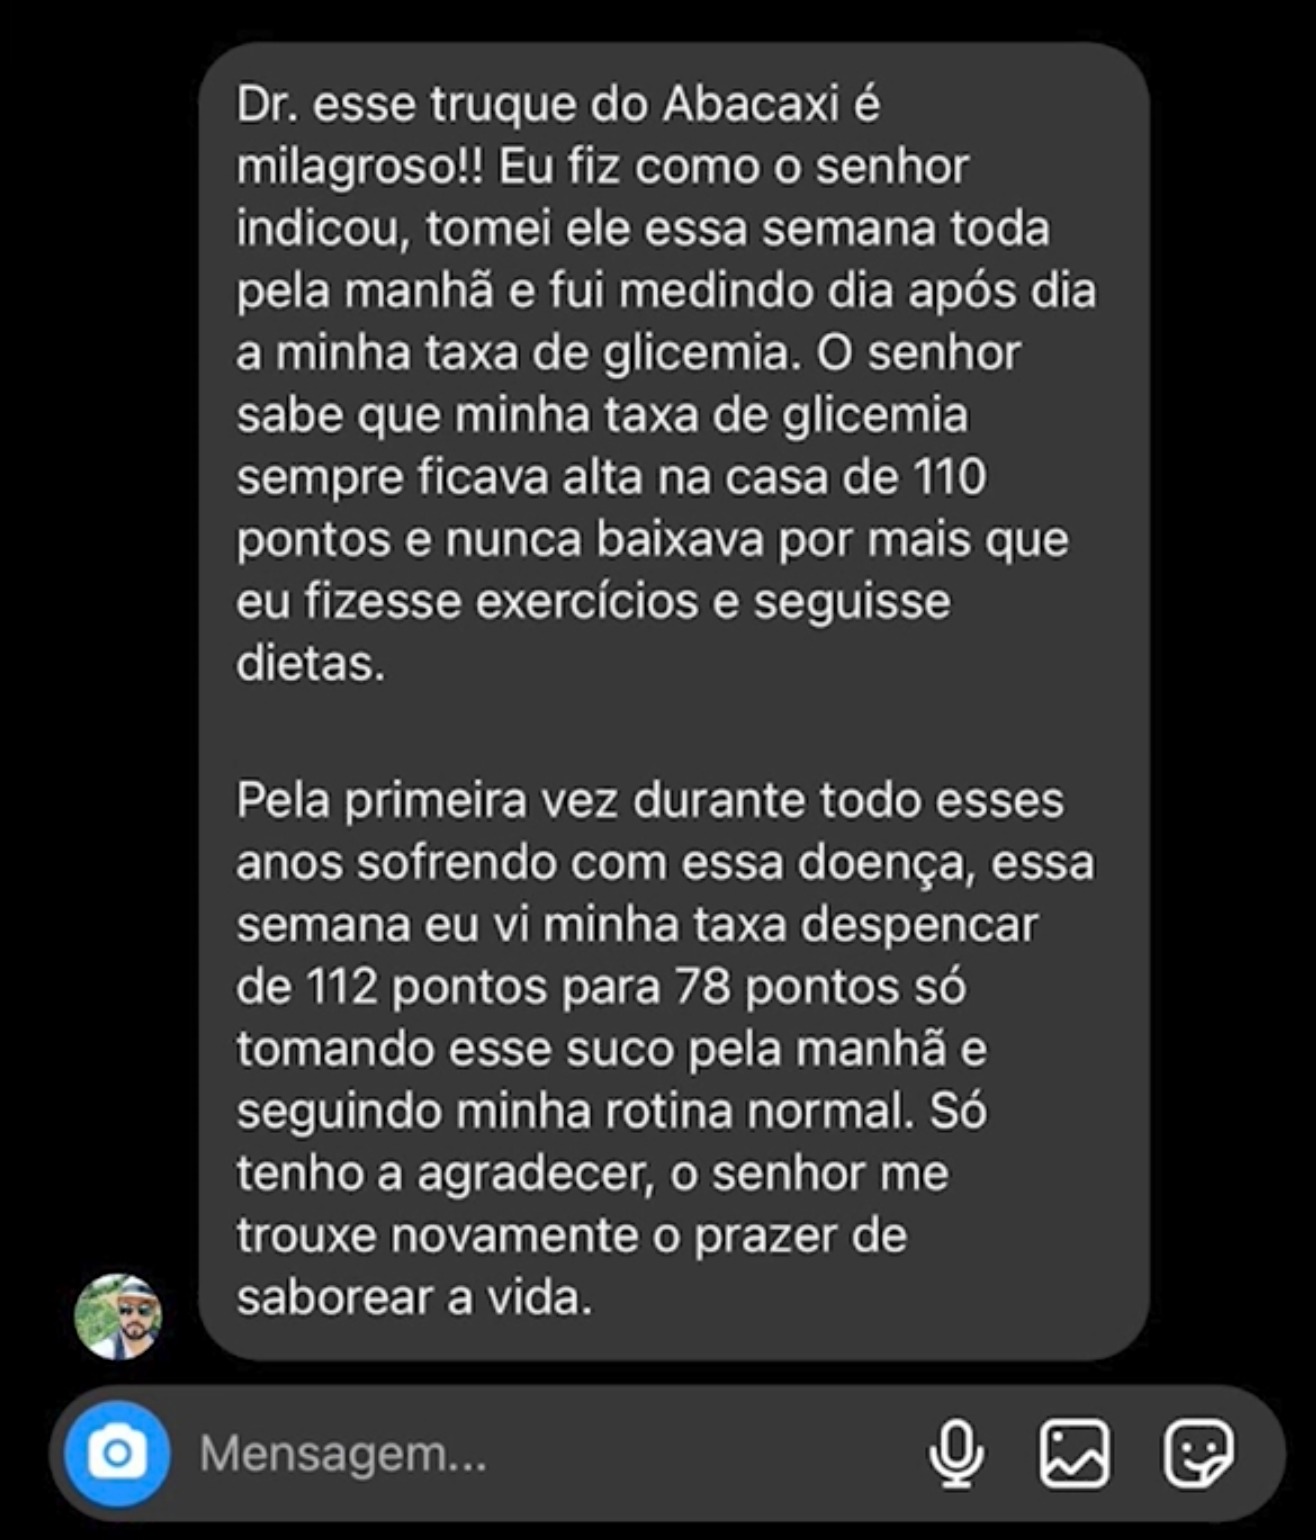 Dr. esse truque do Abacaxi é
milagroso!! Eu fiz como o senhor
indicou, tomei ele essa semana toda
pela manhã e fui medindo dia após dia
a minha taxa de glicemia. O senhor
sabe que minha taxa de glicemia
sempre ficava alta na casa de 110
pontos e nunca baixava por mais que
eu fizesse exercícios e seguisse
dietas.
Pela primeira vez durante todo esses
anos sofrendo com essa doença, essa
semana eu vi minha taxa despencar
de 112 pontos para 78 pontos só
tomando esse suco pela manhã e
seguindo minha rotina normal. Só
tenho a agradecer, o senhor me
trouxe novamente o prazer de
saborear a vida.
Mensagem...